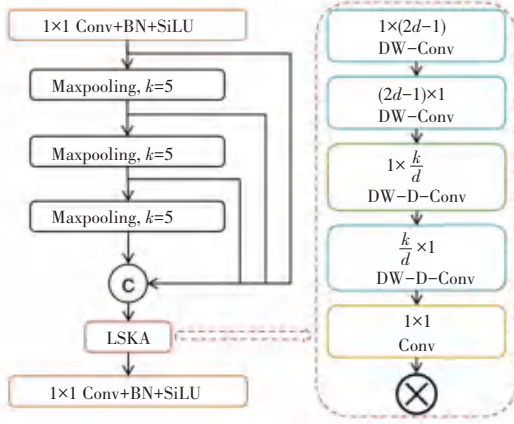 1×1 Conv+BN+SiLU
Maxpooling, k=5
Maxpooling, k=5
Maxpooling, k=5
C
LSKA
1×1 Conv+BN+SiLU
1×(2d−1)
DW−Conv
(2d−1)×1
DW−Conv
1×k/d
DW−D−Conv
k/d×1
DW−D−Conv
1×1
Conv